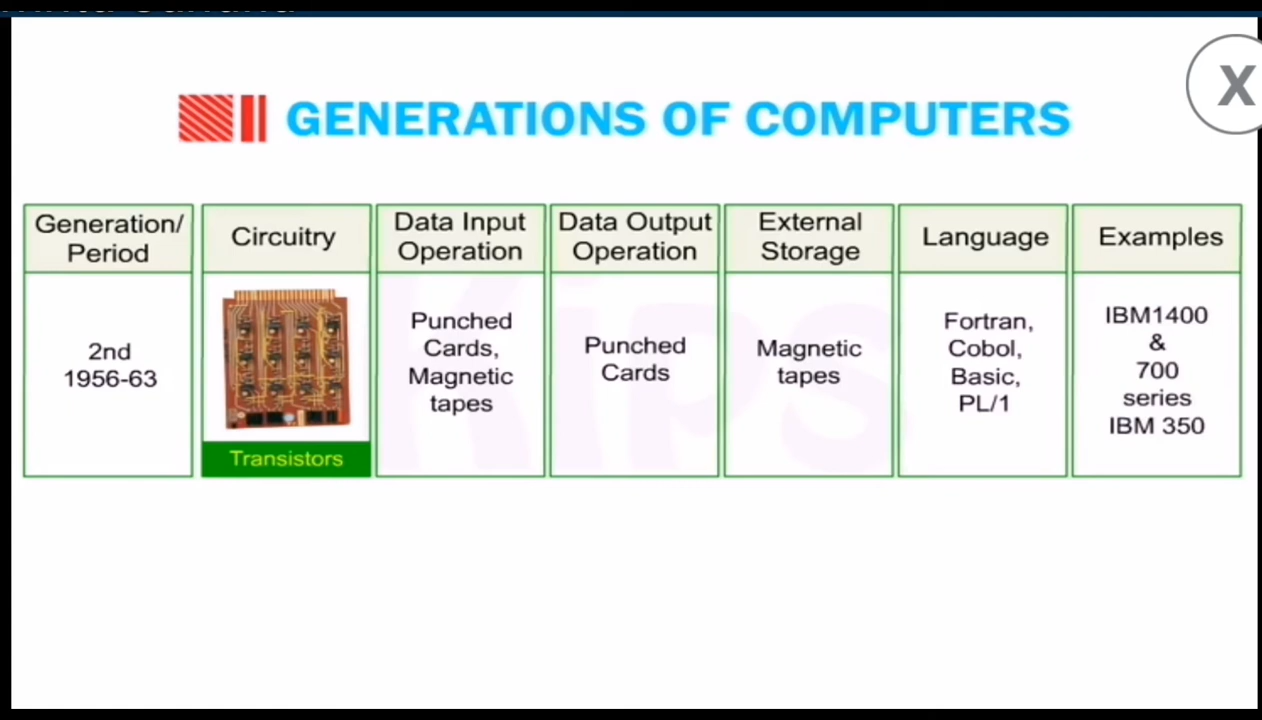 GENERATIONS OF COMPUTERS
X
Generation/
Period
Circuitry
Data Input
Operation
Data Output
Operation
External
Storage
Language
Examples
2nd
1956-63
Transistors
Punched
Cards,
Magnetic
tapes
Punched
Cards
Magnetic
tapes
Fortran,
Cobol,
Basic,
PL/1
IBM1400
&
700
series
IBM 350
Kips